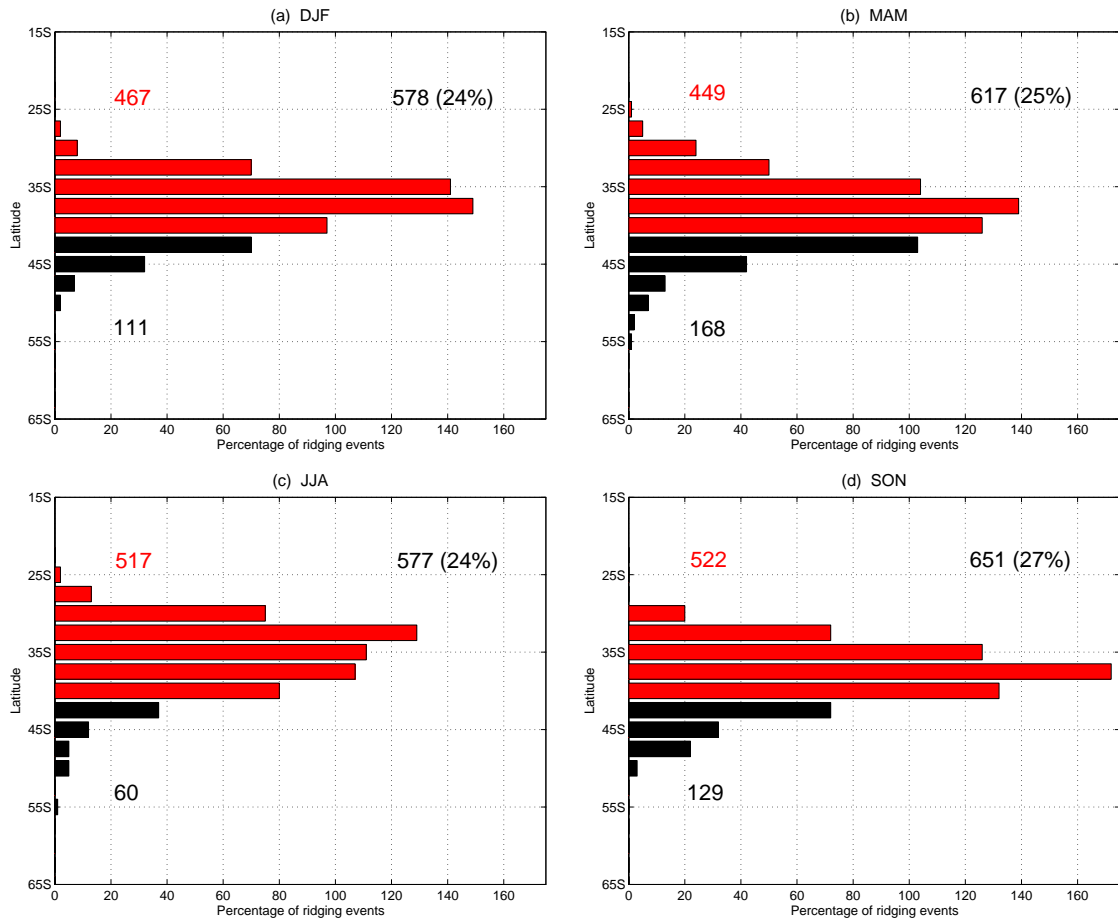 (a) DJF
15S
25S
35S
45S
55S
65S
Latitude
467
578 (24%)
111
0 20 40 60 80 100 120 140 160
Percentage of ridging events
(b) MAM
15S
25S
35S
45S
55S
65S
Latitude
449
617 (25%)
168
0 20 40 60 80 100 120 140 160
Percentage of ridging events
(c) JJA
15S
25S
35S
45S
55S
65S
Latitude
517
577 (24%)
60
0 20 40 60 80 100 120 140 160
Percentage of ridging events
(d) SON
15S
25S
35S
45S
55S
65S
Latitude
522
651 (27%)
129
0 20 40 60 80 100 120 140 160
Percentage of ridging events